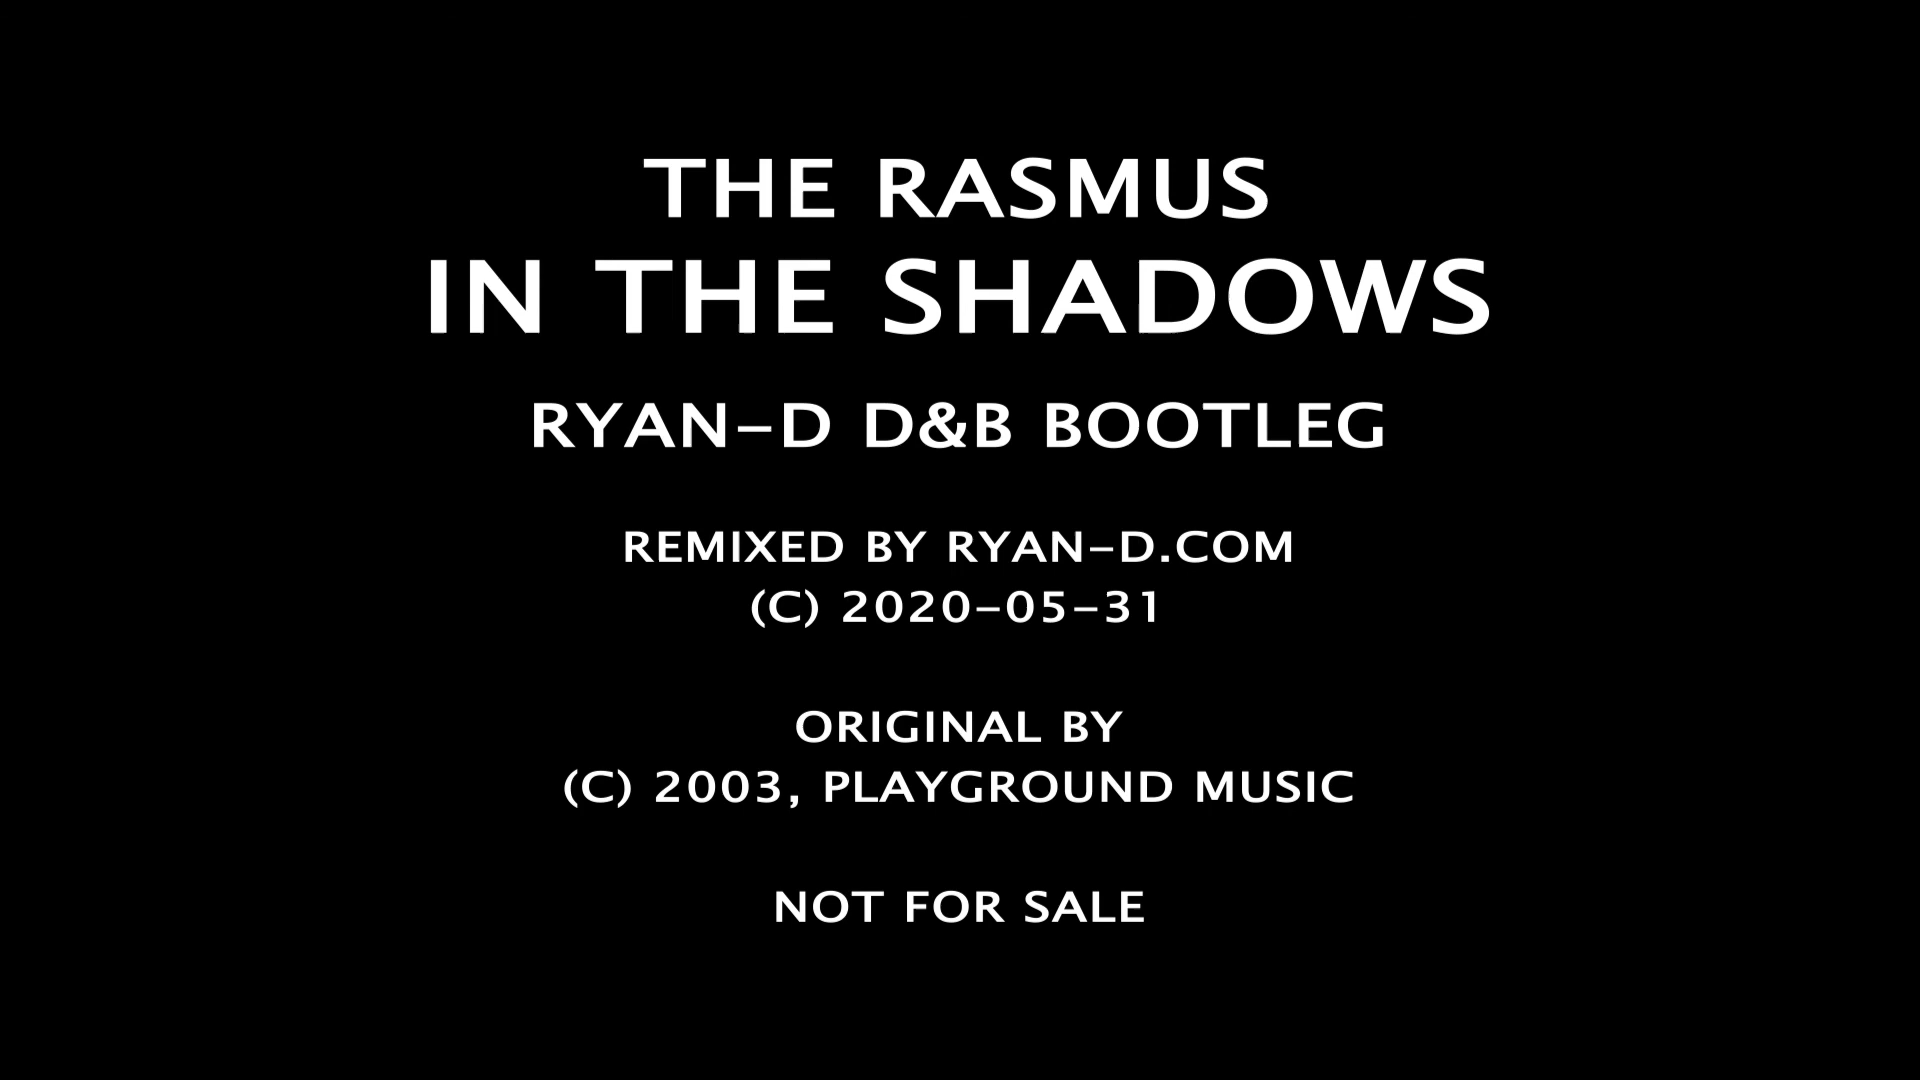 THE RASMUS
IN THE SHADOWS
RYAN-D D&B BOOTLEG
REMIXED BY RYAN-D.COM
(C) 2020-05-31
ORIGINAL BY
(C) 2003, PLAYGROUND MUSIC
NOT FOR SALE